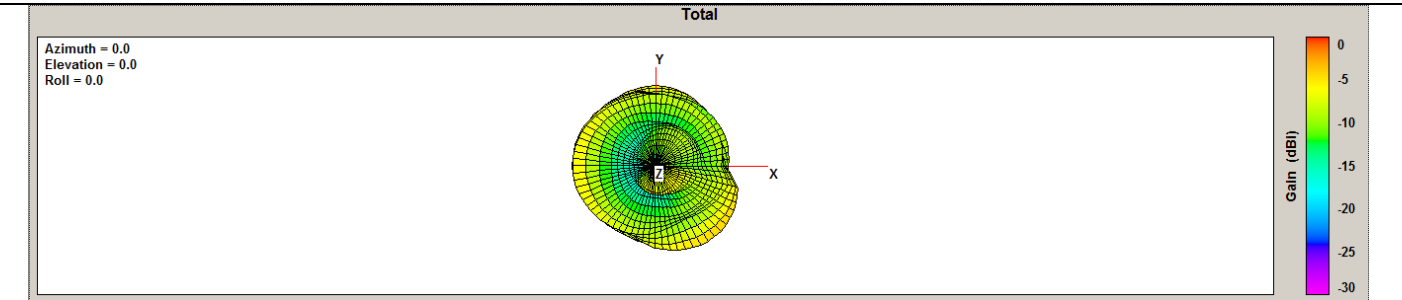 Total
Azimuth = 0.0
Elevation = 0.0
Roll = 0.0
Y
X
Z
0
-5
-10
-15
-20
-25
-30
Gain (dBi)